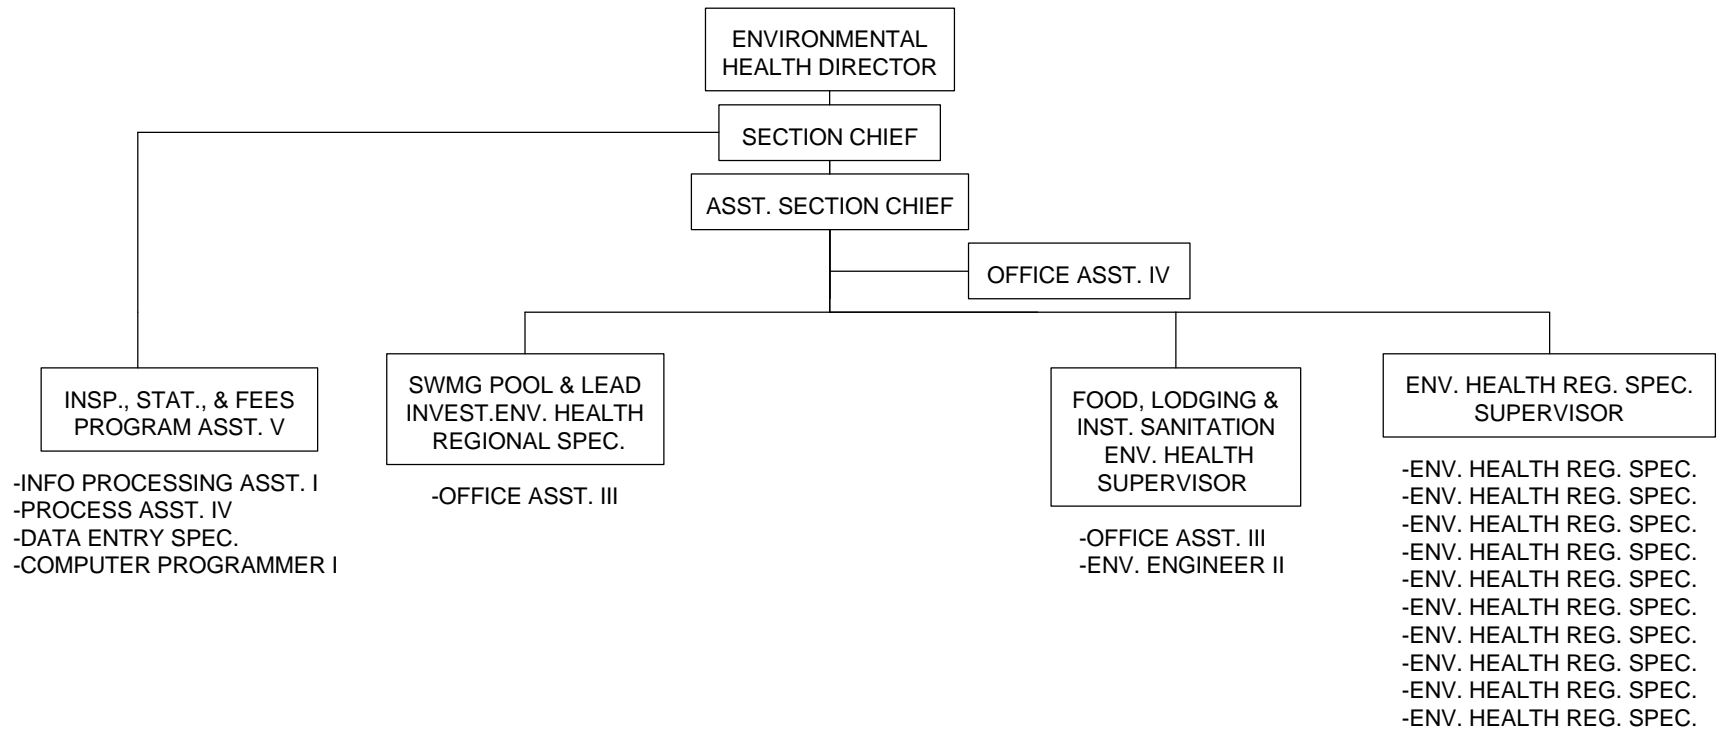 ENVIRONMENTAL
HEALTH DIRECTOR
SECTION CHIEF
ASST. SECTION CHIEF
OFFICE ASST. IV
INSP., STAT., & FEES
PROGRAM ASST. V
-INFO PROCESSING ASST. I
-PROCESS ASST. IV
-DATA ENTRY SPEC.
-COMPUTER PROGRAMMER I
SWMG POOL & LEAD
INVEST.ENV. HEALTH
REGIONAL SPEC.
-OFFICE ASST. III
FOOD, LODGING &
INST. SANITATION
ENV. HEALTH
SUPERVISOR
-OFFICE ASST. III
-ENV. ENGINEER II
ENV. HEALTH REG. SPEC.
SUPERVISOR
-ENV. HEALTH REG. SPEC.
-ENV. HEALTH REG. SPEC.
-ENV. HEALTH REG. SPEC.
-ENV. HEALTH REG. SPEC.
-ENV. HEALTH REG. SPEC.
-ENV. HEALTH REG. SPEC.
-ENV. HEALTH REG. SPEC.
-ENV. HEALTH REG. SPEC.
-ENV. HEALTH REG. SPEC.
-ENV. HEALTH REG. SPEC.